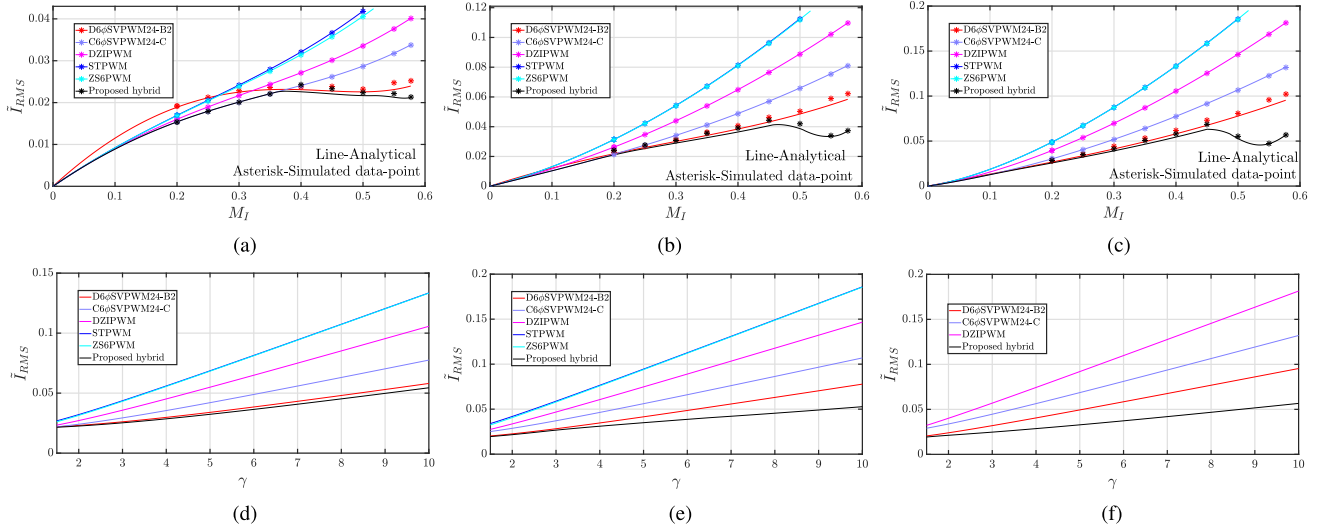 0.04
0.03
0.02
0.01
0
Ĩ_RMS
D6ϕSVPWM24-B2
C6ϕSVPWM24-C
DZIPWM
STPWM
ZS6PWM
Proposed hybrid
Line-Analytical
Asterisk-Simulated data-point
0 0.1 0.2 0.3 0.4 0.5 0.6
M_I
(a)
0.12
0.1
0.08
0.06
0.04
0.02
0
Ĩ_RMS
D6ϕSVPWM24-B2
C6ϕSVPWM24-C
DZIPWM
STPWM
ZS6PWM
Proposed hybrid
Line-Analytical
Asterisk-Simulated data-point
0 0.1 0.2 0.3 0.4 0.5 0.6
M_I
(b)
0.2
0.15
0.1
0.05
0
Ĩ_RMS
D6ϕSVPWM24-B2
C6ϕSVPWM24-C
DZIPWM
STPWM
ZS6PWM
Proposed hybrid
Line-Analytical
Asterisk-Simulated data-point
0 0.1 0.2 0.3 0.4 0.5 0.6
M_I
(c)
0.15
0.1
0.05
0
Ĩ_RMS
D6ϕSVPWM24-B2
C6ϕSVPWM24-C
DZIPWM
STPWM
ZS6PWM
Proposed hybrid
2 3 4 5 6 7 8 9 10
γ
(d)
0.2
0.15
0.1
0.05
0
Ĩ_RMS
D6ϕSVPWM24-B2
C6ϕSVPWM24-C
DZIPWM
STPWM
ZS6PWM
Proposed hybrid
2 3 4 5 6 7 8 9 10
γ
(e)
0.2
0.15
0.1
0.05
0
Ĩ_RMS
D6ϕSVPWM24-B2
C6ϕSVPWM24-C
DZIPWM
Proposed hybrid
2 3 4 5 6 7 8 9 10
γ
(f)